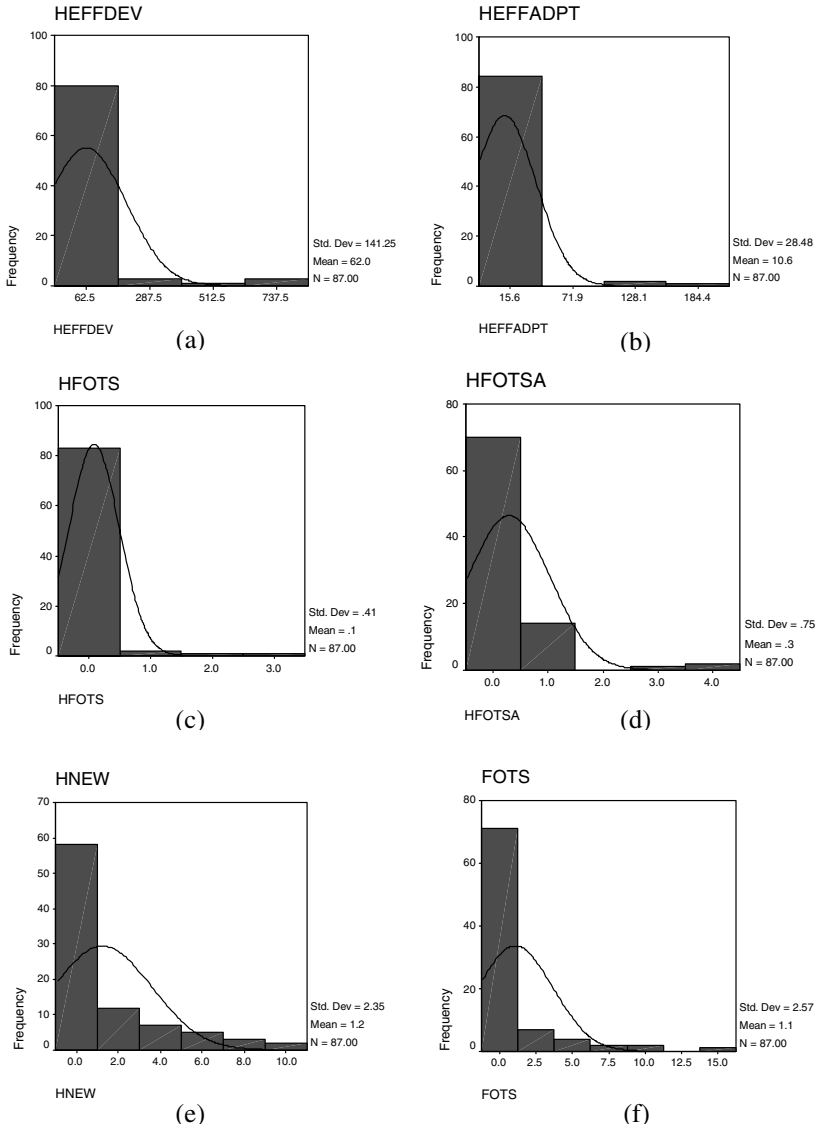 HEFFDEV
100
80
60
40
20
0
Frequency
62.5 287.5 512.5 737.5
Std. Dev = 141.25
Mean = 62.0
N = 87.00
HEFFDEV
(a)
HEFFADPT
100
80
60
40
20
0
Frequency
15.6 71.9 128.1 184.4
Std. Dev = 28.48
Mean = 10.6
N = 87.00
HEFFADPT
(b)
HFOTS
100
80
60
40
20
0
Frequency
0.0 1.0 2.0 3.0
Std. Dev = .41
Mean = .1
N = 87.00
HFOTS
(c)
HFOTSA
80
60
40
20
0
Frequency
0.0 1.0 2.0 3.0 4.0
Std. Dev = .75
Mean = .3
N = 87.00
HFOTSA
(d)
HNEW
70
60
50
40
30
20
10
0
Frequency
0.0 2.0 4.0 6.0 8.0 10.0
Std. Dev = 2.35
Mean = 1.2
N = 87.00
HNEW
(e)
FOTS
80
60
40
20
0
Frequency
0.0 2.5 5.0 7.5 10.0 12.5 15.0
Std. Dev = 2.57
Mean = 1.1
N = 87.00
FOTS
(f)